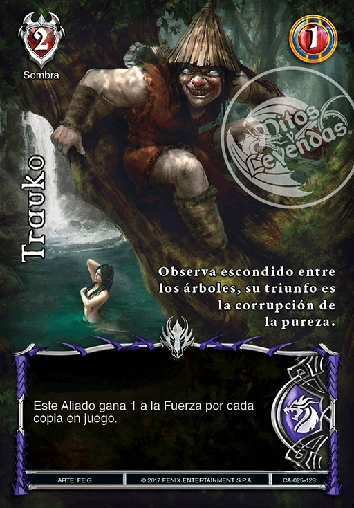 2
1
Sombra
Mitos
y
Leyendas
Trauko
Observa escondido entre
los árboles, su triunfo es
la corrupción de
la pureza.
Este Aliado gana 1 a la Fuerza por cada
copia en juego.
ARTE: FEIG
© 2017 FENIX ENTERTAINMENT S.P.A.